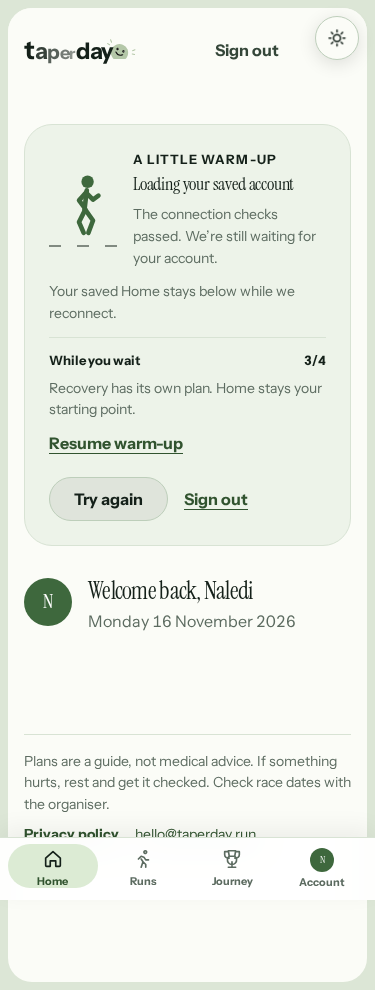 taperday
Sign out
A LITTLE WARM-UP
Loading your saved account
The connection checks
passed. We're still waiting for
your account.
Your saved Home stays below while we
reconnect.
While you wait 3/4
Recovery has its own plan. Home stays your
starting point.
Resume warm-up
Try again Sign out
N
Welcome back, Naledi
Monday 16 November 2026
Plans are a guide, not medical advice. If something
hurts, rest and get it checked. Check race dates with
the organiser.
Privacy policy hello@taperday.run
N
Home Runs Journey Account